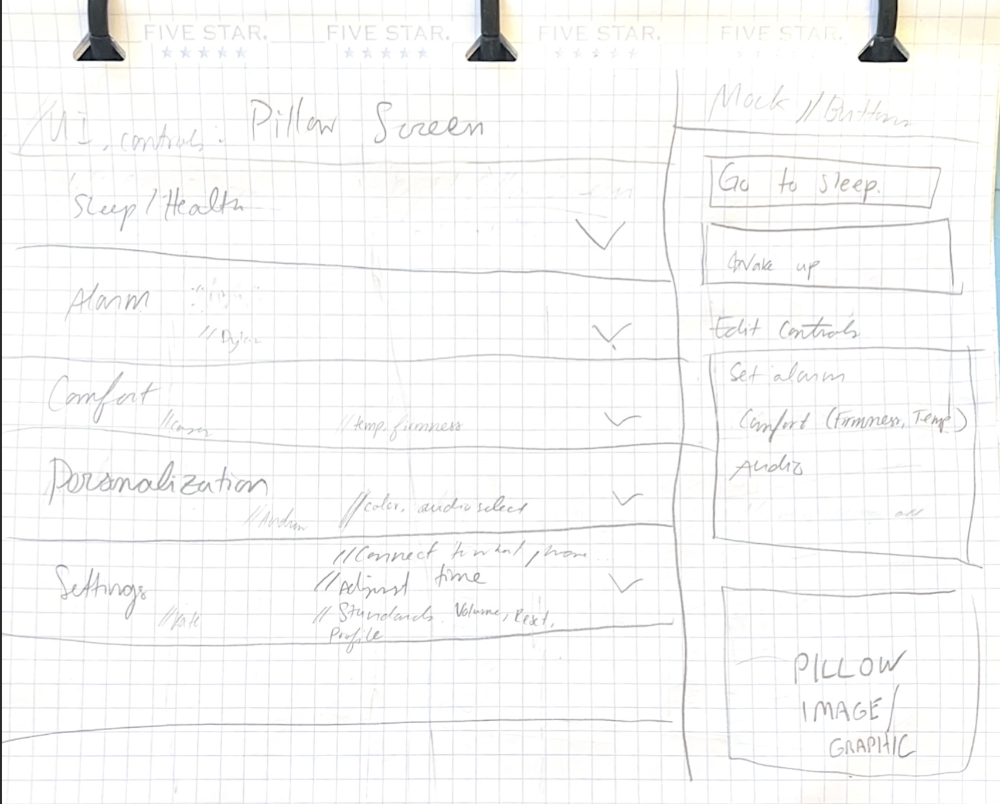 FIVE STAR. FIVE STAR. FIVE STAR. FIVE STAR.
//UI, controls: Pillow Screen
Sleep/Health
Alarm
//Dylan
Comfort
//temp, firmness
Personalization
//color, audio select
//Andrew
//Connect to what phone
Settings
//Adjust time
//Kate
//Standards. Volume, Reset,
Profile
Mock //Buttons
Go to sleep.
Wake up
Edit controls
Set alarm
Comfort (Firmness, Temp)
Audio
PILLOW
IMAGE/
GRAPHIC